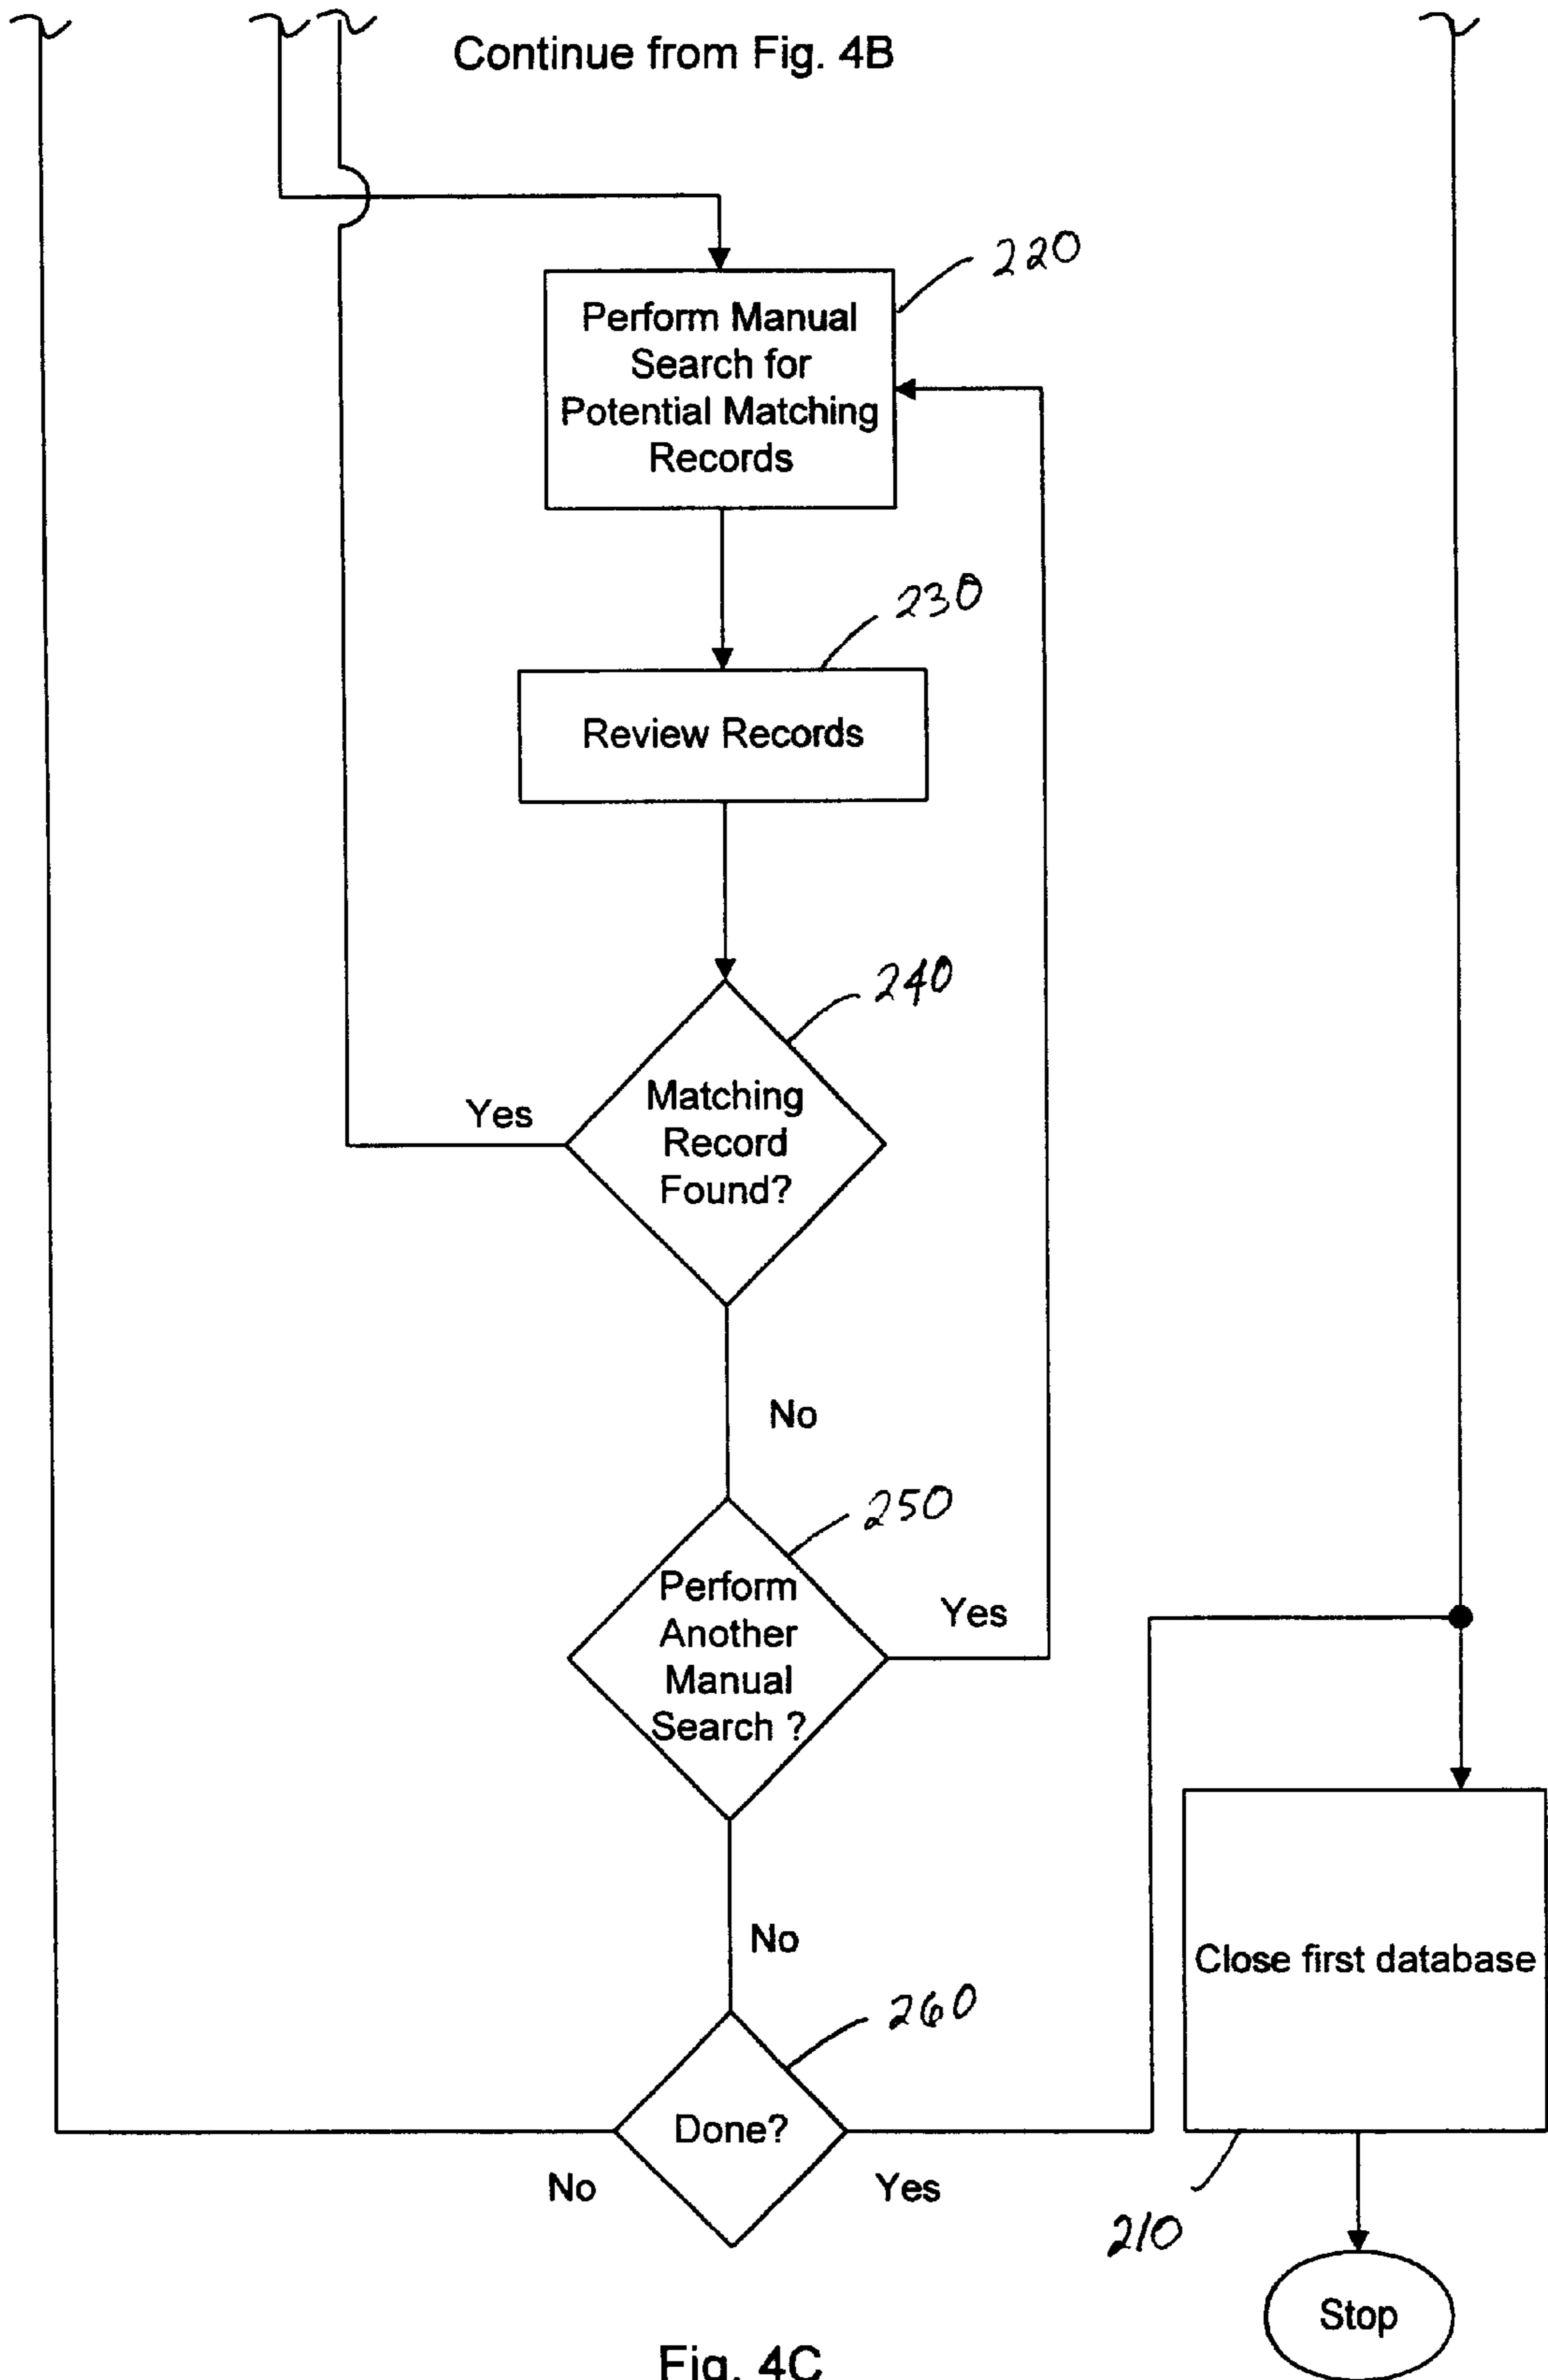 Continue from Fig. 4B
220
Perform Manual
Search for
Potential Matching
Records
230
Review Records
240
Matching
Record
Found?
Yes
No
250
Perform
Another
Manual
Search ?
Yes
No
260
Done?
No
Yes
Close first database
210
Stop
Fig. 4C